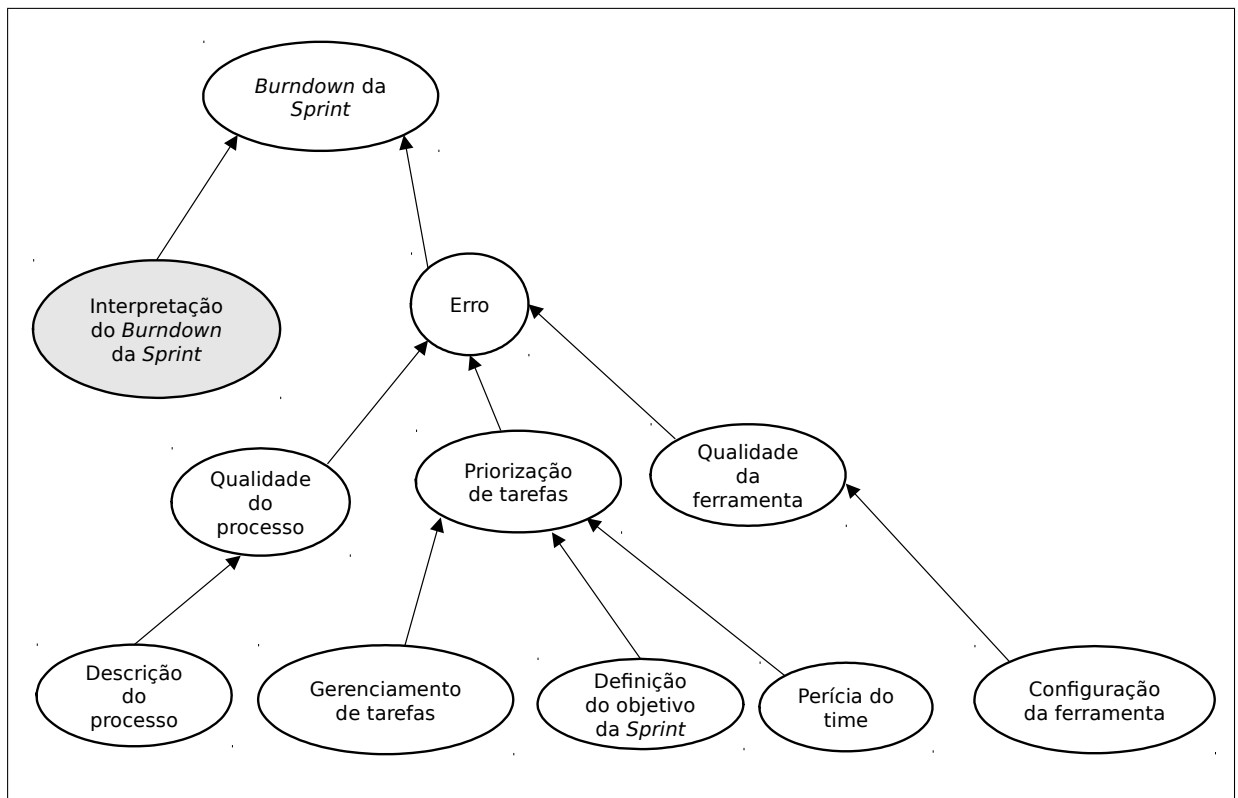 Burndown da
Sprint
Interpretação
do Burndown
da Sprint
Erro
Qualidade
do
processo
Priorização
de tarefas
Qualidade
da
ferramenta
Descrição
do
processo
Gerenciamento
de tarefas
Definição
do objetivo
da Sprint
Perícia do
time
Configuração
da ferramenta